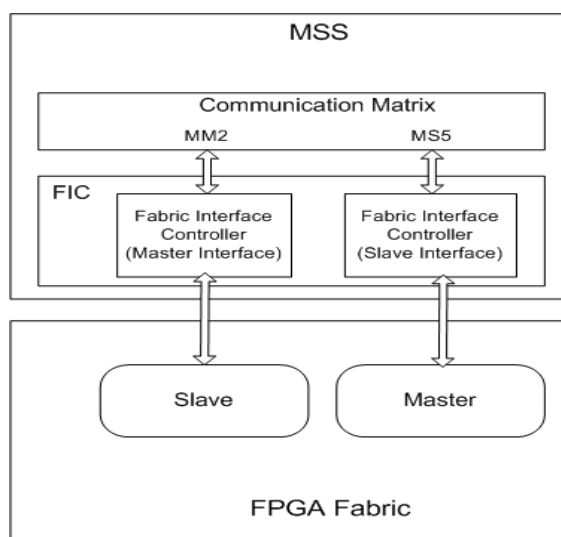 MSS
Communication Matrix
MM2
MS5
FIC
Fabric Interface
Controller
(Master Interface)
Fabric Interface
Controller
(Slave Interface)
Slave
Master
FPGA Fabric